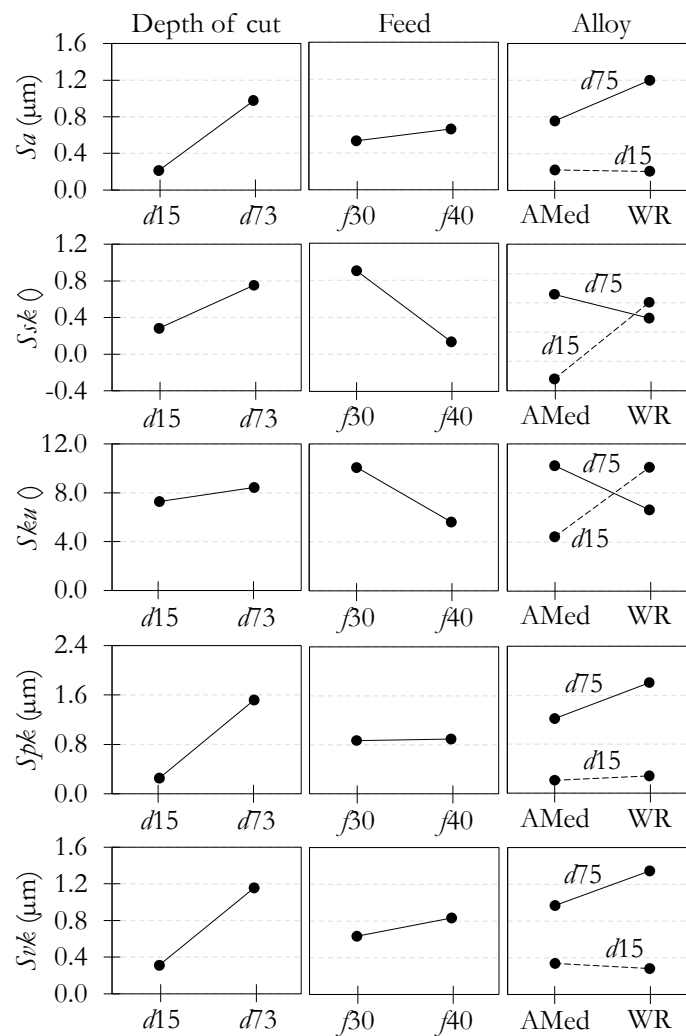 Depth of cut Feed Alloy
1.6
1.2
0.8
0.4
0.0
Sa (μm)
d75
d15
d15 d73 f30 f40 AMed WR
1.2
0.8
0.4
0.0
-0.4
Ssk ()
d75
d15
d15 d73 f30 f40 AMed WR
12.0
8.0
4.0
0.0
Sku ()
d75
d15
d15 d73 f30 f40 AMed WR
2.4
1.6
0.8
0.0
Spk (μm)
d75
d15
d15 d73 f30 f40 AMed WR
1.6
1.2
0.8
0.4
0.0
Svk (μm)
d75
d15
d15 d73 f30 f40 AMed WR